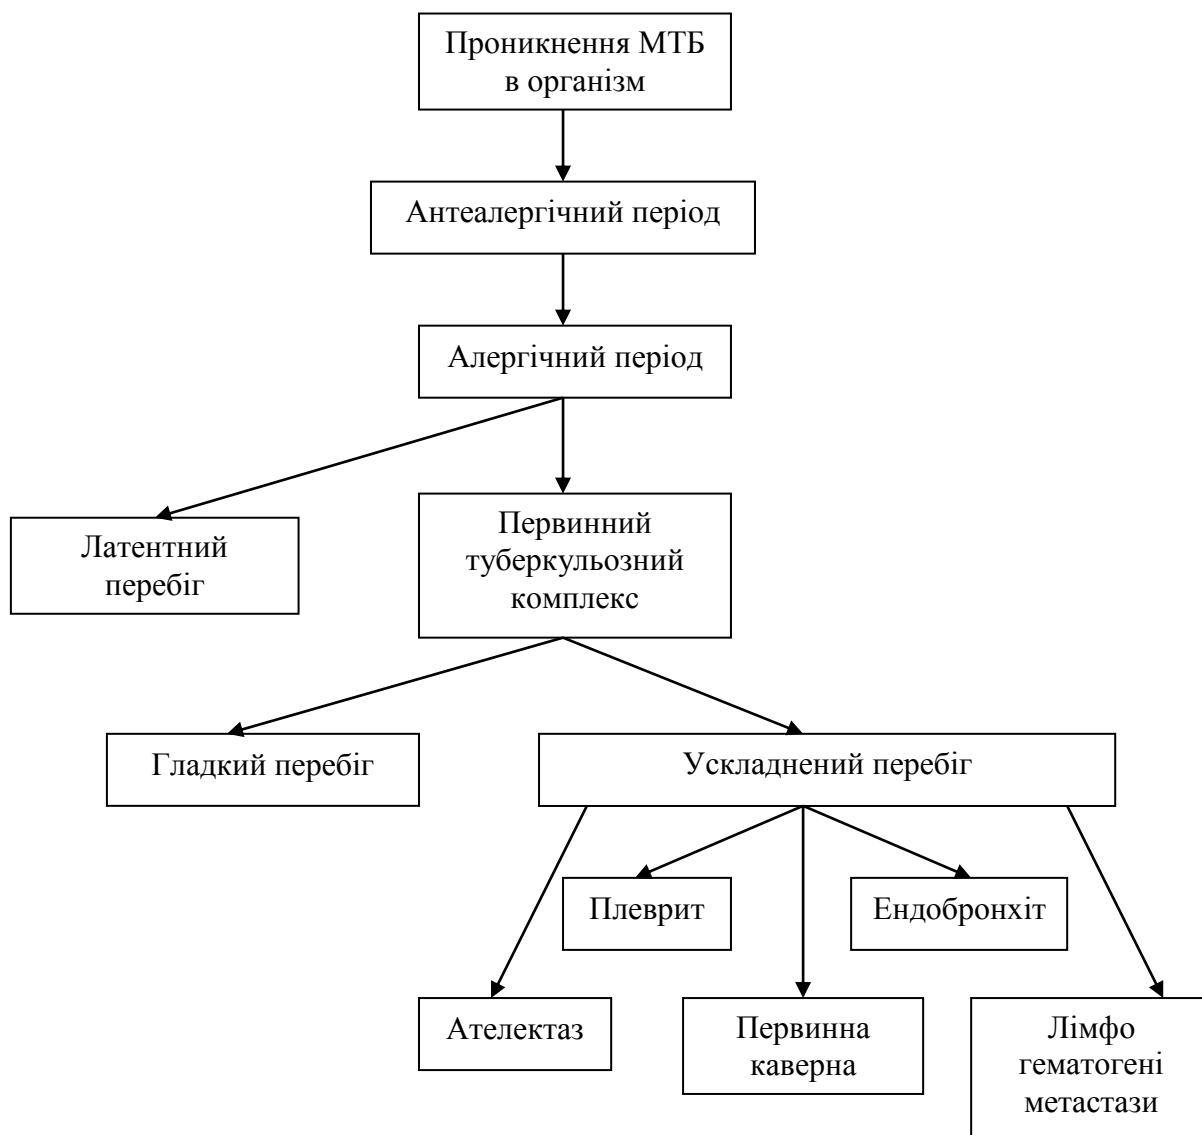 Проникнення МТБ
в організм
Антеалергічний період
Алергічний період
Латентний
перебіг
Первинний
туберкульозний
комплекс
Гладкий перебіг
Ускладнений перебіг
Плеврит
Ендобронхіт
Ателектаз
Первинна
каверна
Лімфо
гематогені
метастази